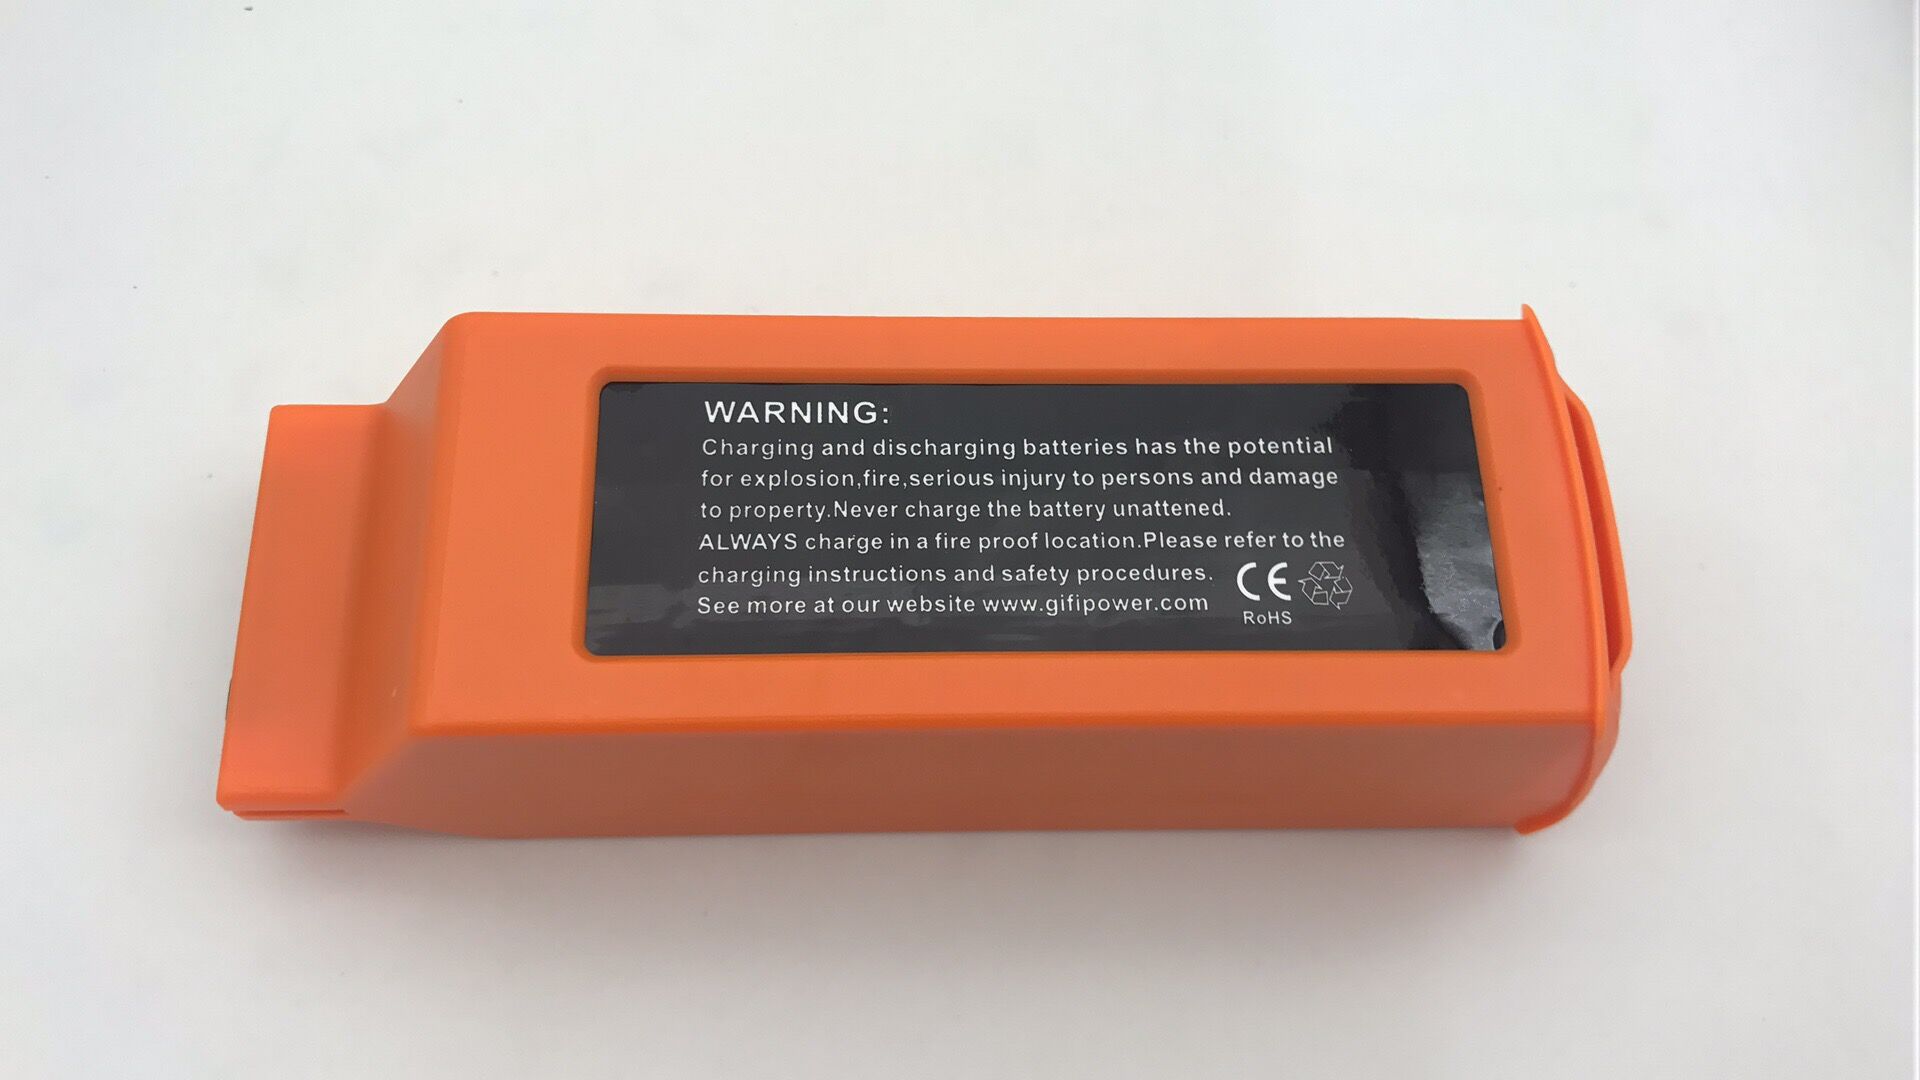 WARNING:
Charging and discharging batteries has the potential
for explosion,fire,serious injury to persons and damage
to property.Never charge the battery unattened.
ALWAYS charge in a fire proof location.Please refer to the
charging instructions and safety procedures.
See more at our website www.gifipower.com
CE
RoHS